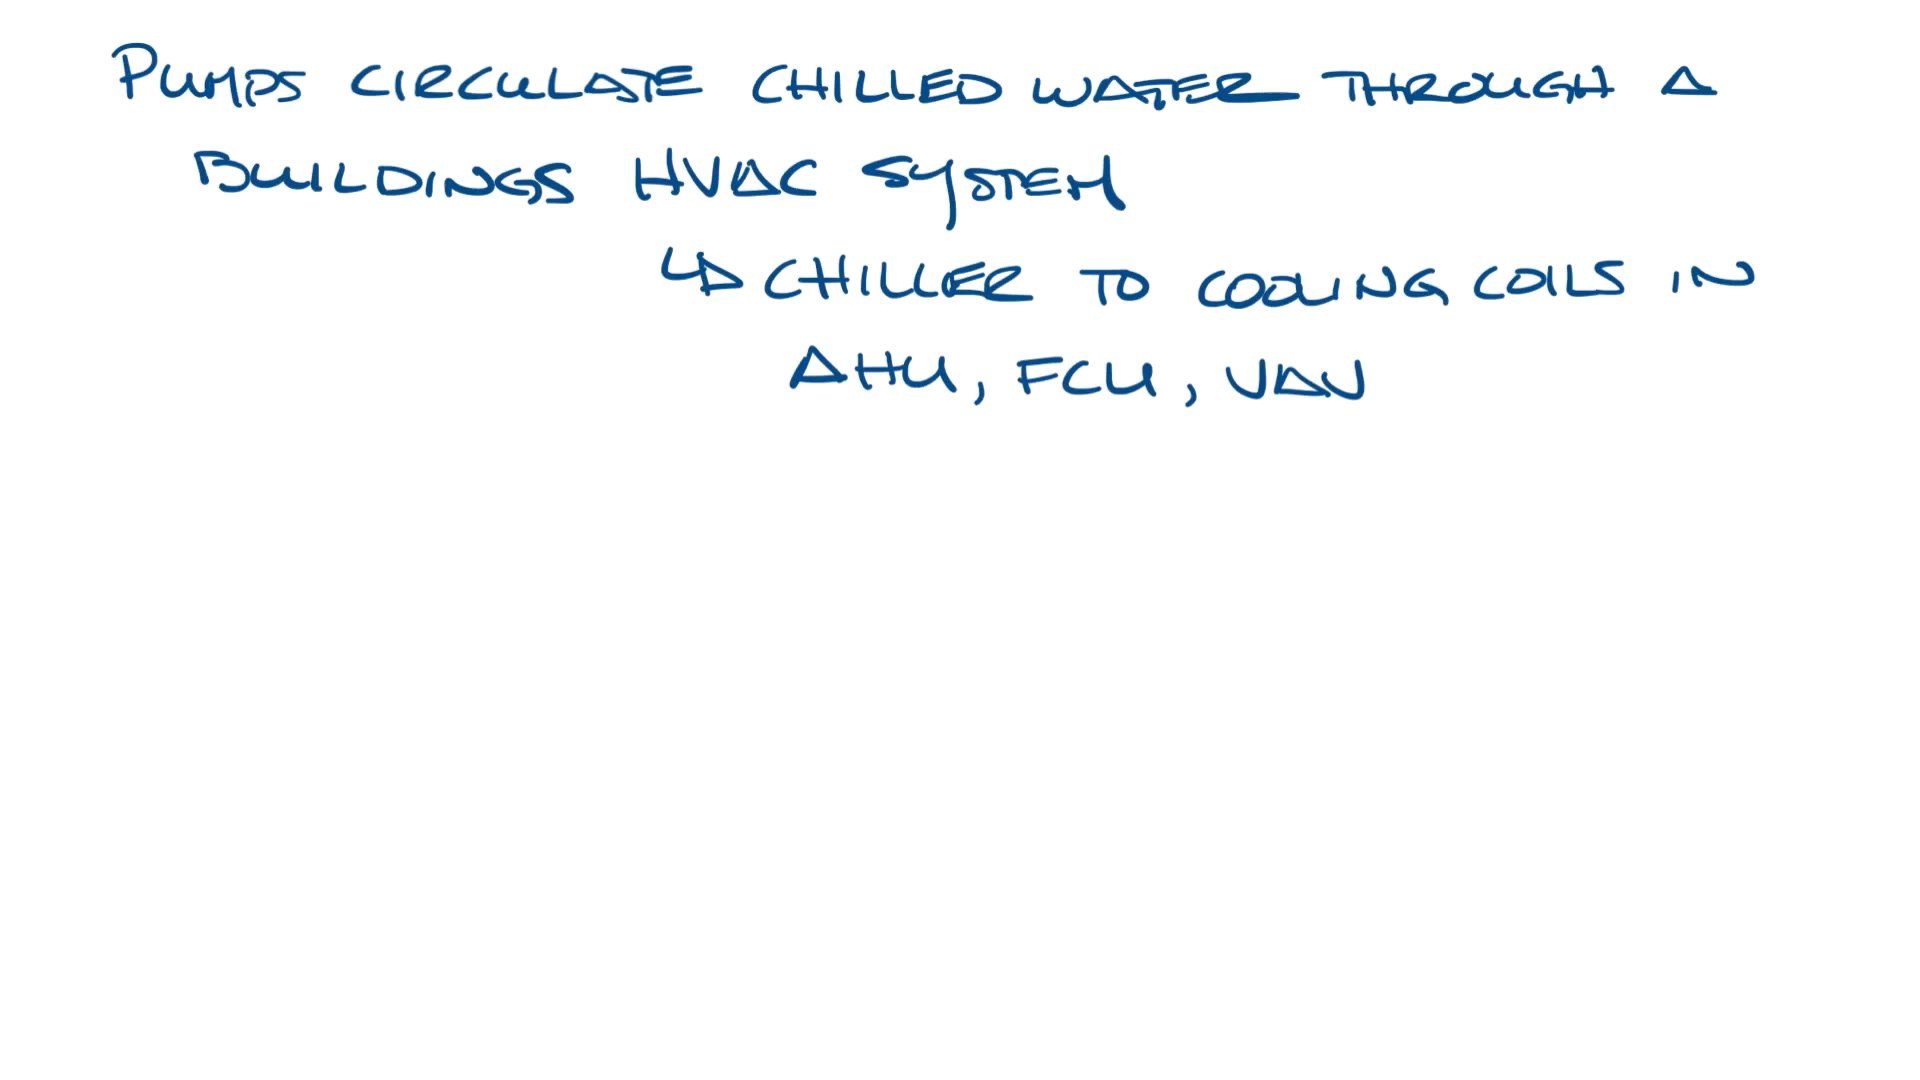 PUMPS CIRCULATE CHILLED WATER THROUGH A
BUILDINGS HVAC SYSTEM
↳ CHILLER TO COOLING COILS IN
AHU, FCU, VAV